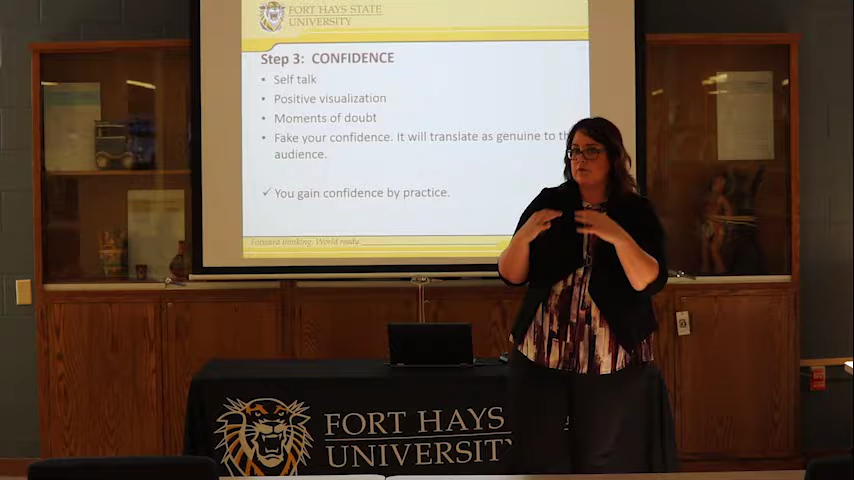 FORT HAYS STATE
UNIVERSITY
Step 3: CONFIDENCE
• Self talk
• Positive visualization
• Moments of doubt
• Fake your confidence. It will translate as genuine to th
audience.
✓ You gain confidence by practice.
Forward thinking. World ready.
FORT HAYS
UNIVERSITY